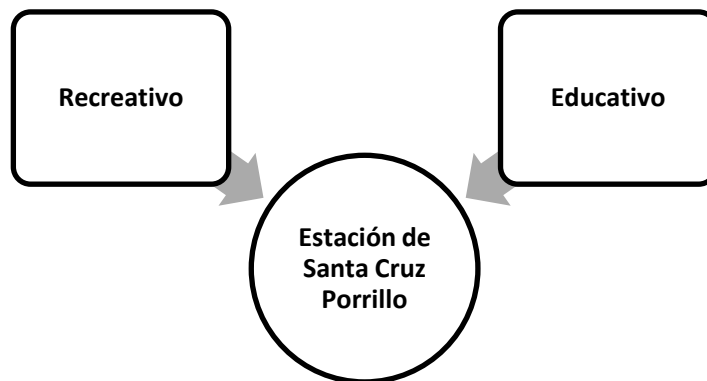 Recreativo
Educativo
Estación de
Santa Cruz
Porrillo